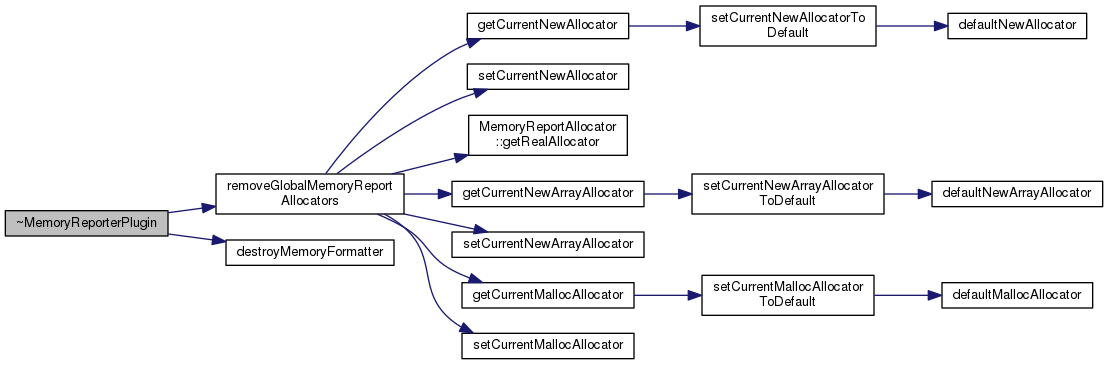 ~MemoryReporterPlugin
removeGlobalMemoryReport
Allocators
destroyMemoryFormatter
getCurrentNewAllocator
setCurrentNewAllocator
MemoryReportAllocator
::getRealAllocator
getCurrentNewArrayAllocator
setCurrentNewArrayAllocator
getCurrentMallocAllocator
setCurrentMallocAllocator
setCurrentNewAllocatorTo
Default
setCurrentNewArrayAllocator
ToDefault
setCurrentMallocAllocator
ToDefault
defaultNewAllocator
defaultNewArrayAllocator
defaultMallocAllocator